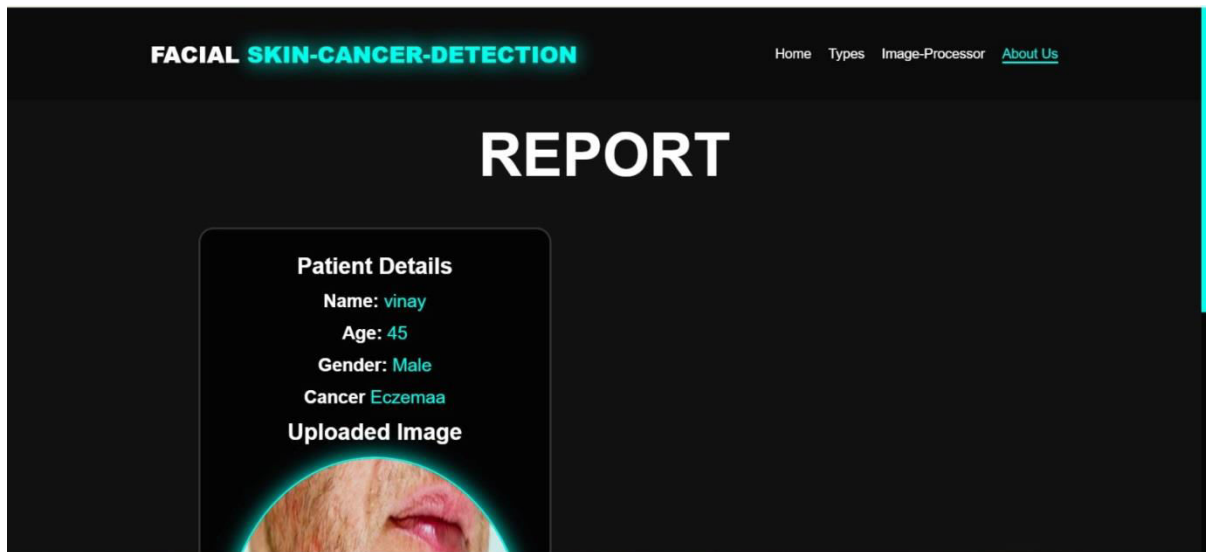 FACIAL SKIN-CANCER-DETECTION
Home Types Image-Processor About Us
REPORT
Patient Details
Name: vinay
Age: 45
Gender: Male
Cancer Eczemaa
Uploaded Image